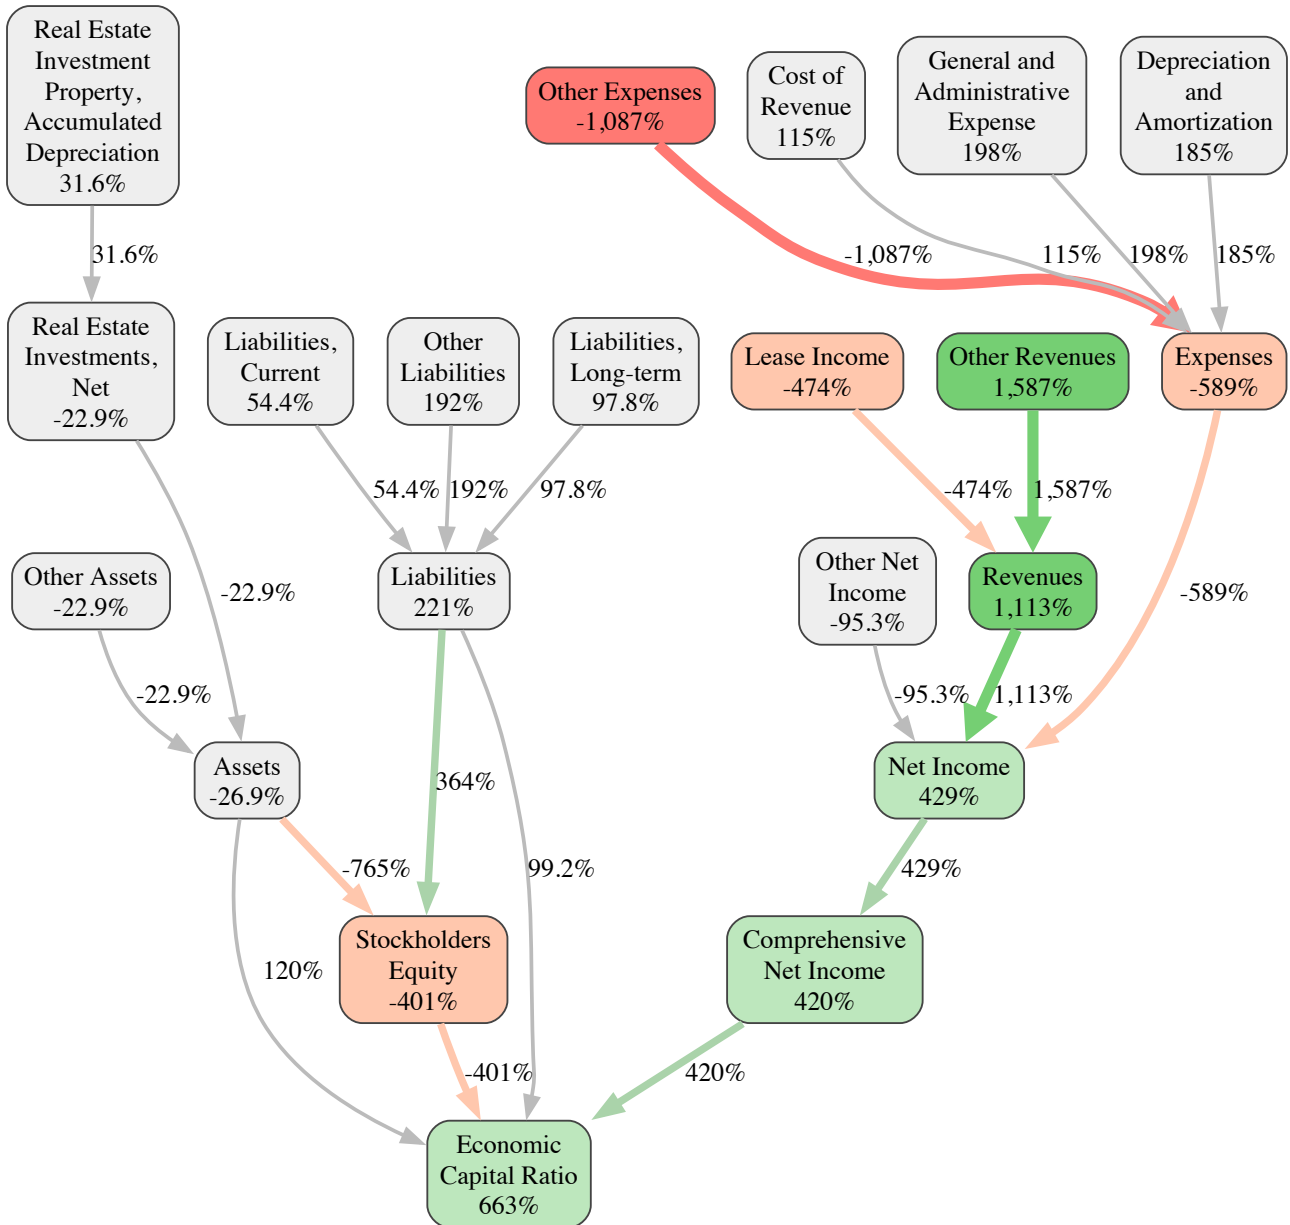 Real Estate
Investment
Property,
Accumulated
Depreciation
31.6%
Other Expenses
-1,087%
Cost of
Revenue
115%
General and
Administrative
Expense
198%
Depreciation
and
Amortization
185%
31.6%
-1,087%
115%
198%
185%
Real Estate
Investments,
Net
-22.9%
Liabilities,
Current
54.4%
Other
Liabilities
192%
Liabilities,
Long-term
97.8%
Lease Income
-474%
Other Revenues
1,587%
Expenses
-589%
54.4%
192%
97.8%
-474%
1,587%
Other Assets
-22.9%
-22.9%
Liabilities
221%
Other Net
Income
-95.3%
Revenues
1,113%
-589%
-22.9%
-95.3%
1,113%
Assets
-26.9%
364%
Net Income
429%
-765%
99.2%
429%
120%
Stockholders
Equity
-401%
Comprehensive
Net Income
420%
-401%
420%
Economic
Capital Ratio
663%